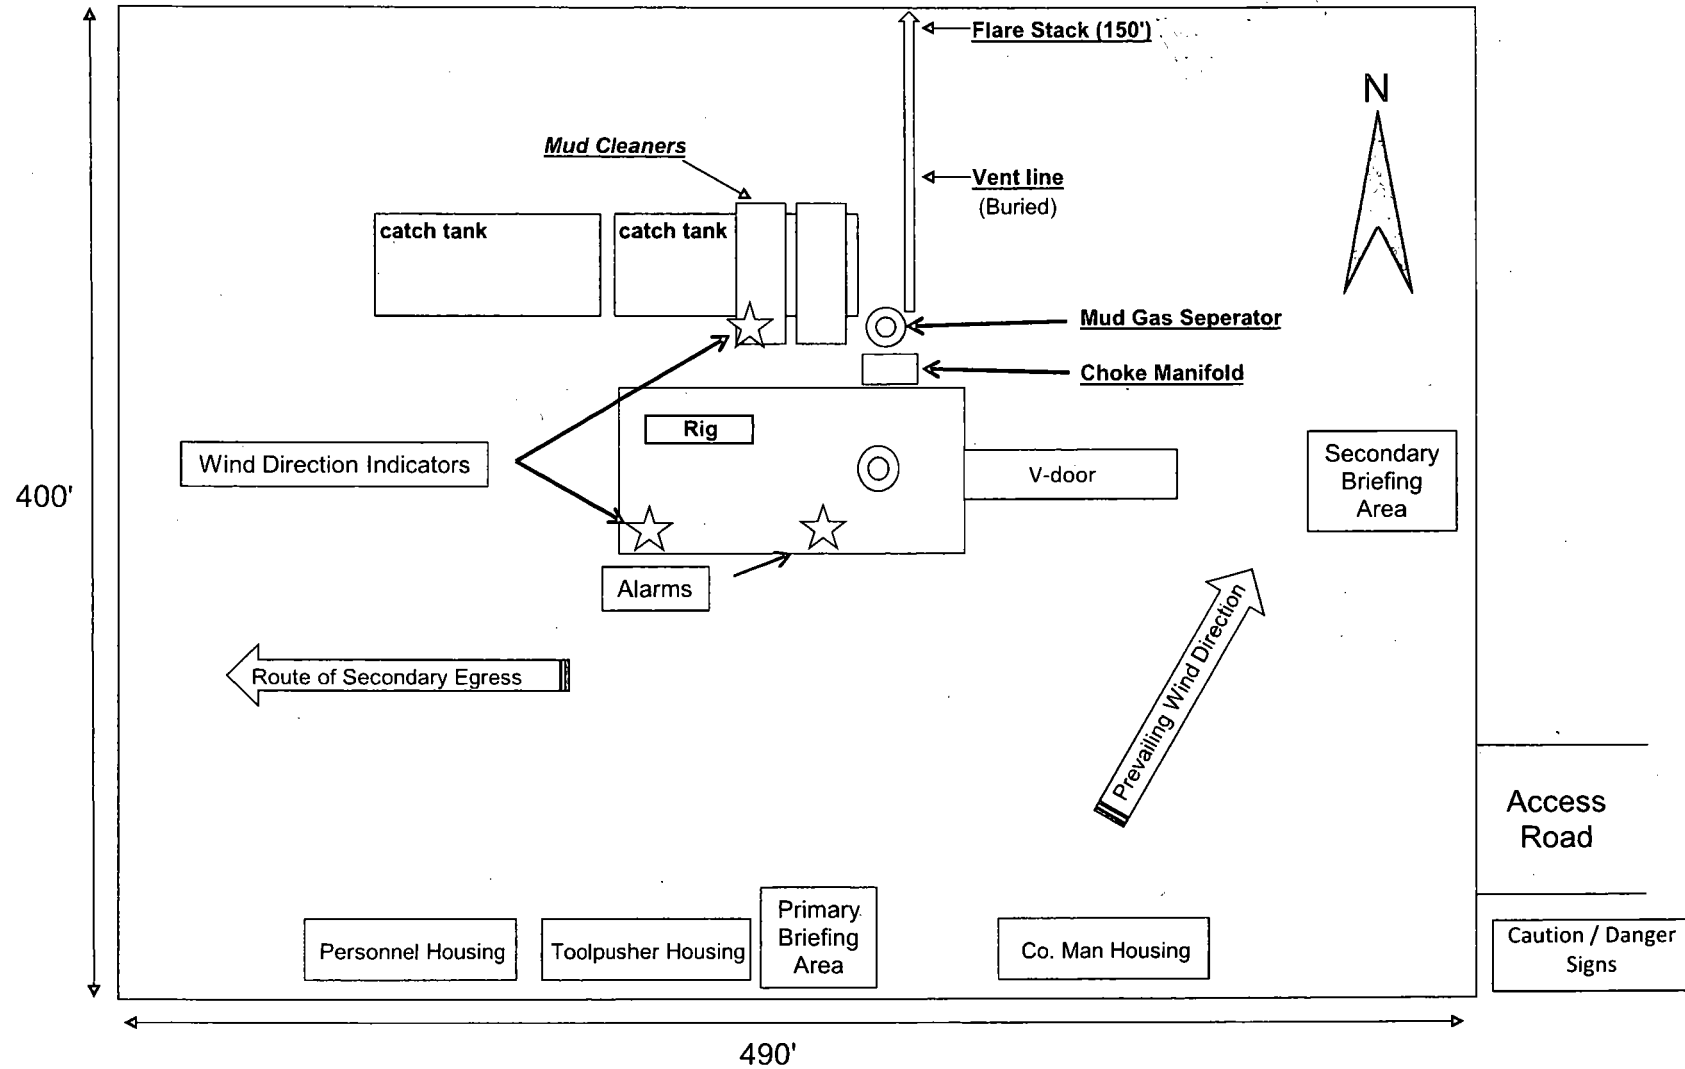 Flare Stack (150')
N
Mud Cleaners
Vent line
(Buried)
catch tank
catch tank
Mud Gas Seperator
Choke Manifold
Rig
Wind Direction Indicators
V-door
Secondary
Briefing
Area
400'
Alarms
Prevailing Wind Direction
Route of Secondary Egress
Access
Road
Primary
Briefing
Area
Personnel Housing
Toolpusher Housing
Co. Man Housing
Caution / Danger
Signs
490'